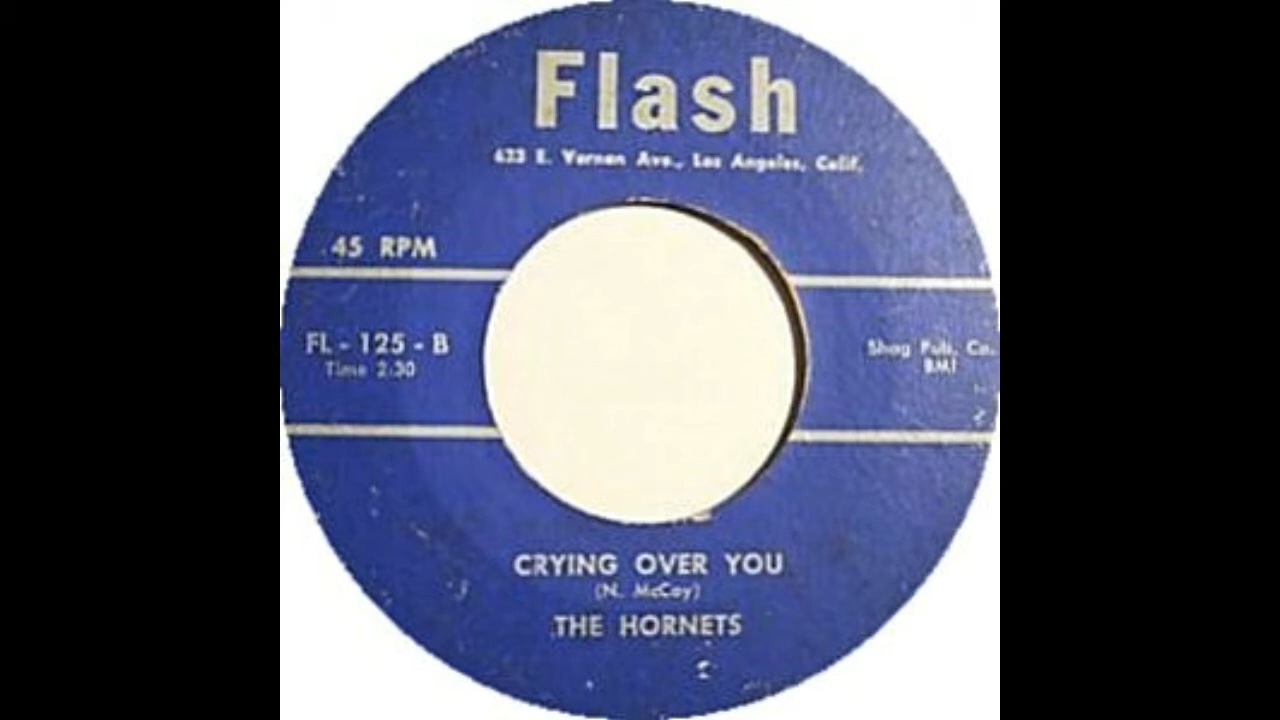 Flash
623 E. Vernon Ave., Los Angeles, Calif.
45 RPM
FL - 125 - B
Time 2:30
Shag Pub. Co.
BMI
CRYING OVER YOU
(N. McCoy)
THE HORNETS